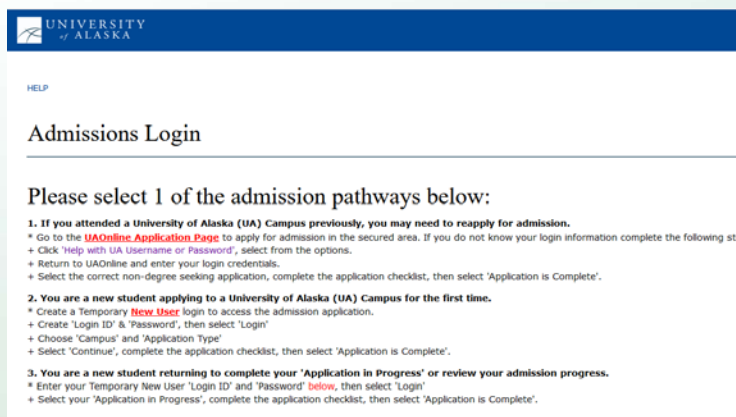 UNIVERSITY
of ALASKA
HELP
Admissions Login
Please select 1 of the admission pathways below:
1. If you attended a University of Alaska (UA) Campus previously, you may need to reapply for admission.
* Go to the UAOnline Application Page to apply for admission in the secured area. If you do not know your login information complete the following st
+ Click 'Help with UA Username or Password', select from the options.
+ Return to UAOnline and enter your login credentials.
+ Select the correct non-degree seeking application, complete the application checklist, then select 'Application is Complete'.
2. You are a new student applying to a University of Alaska (UA) Campus for the first time.
* Create a Temporary New User login to access the admission application.
+ Create 'Login ID' & 'Password', then select 'Login'
+ Choose 'Campus' and 'Application Type'
+ Select 'Continue', complete the application checklist, then select 'Application is Complete'.
3. You are a new student returning to complete your 'Application in Progress' or review your admission progress.
* Enter your Temporary New User 'Login ID' and 'Password' below, then select 'Login'
+ Select your 'Application in Progress', complete the application checklist, then select 'Application is Complete'.